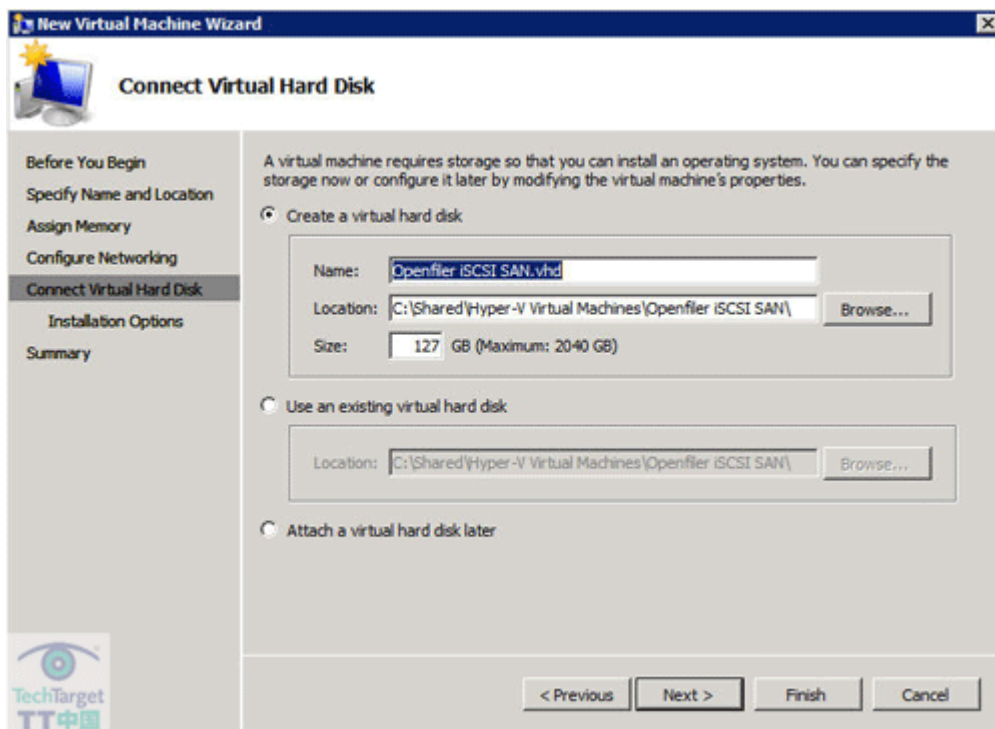 New Virtual Machine Wizard
Connect Virtual Hard Disk
Before You Begin
Specify Name and Location
Assign Memory
Configure Networking
Connect Virtual Hard Disk
Installation Options
Summary
A virtual machine requires storage so that you can install an operating system. You can specify the
storage now or configure it later by modifying the virtual machine's properties.
Create a virtual hard disk
Name: Openfiler iSCSI SAN.vhd
Location: C:\Shared\Hyper-V Virtual Machines\Openfiler iSCSI SAN\ Browse...
Size: 127 GB (Maximum: 2040 GB)
Use an existing virtual hard disk
Location: C:\Shared\Hyper-V Virtual Machines\Openfiler iSCSI SAN\ Browse...
Attach a virtual hard disk later
< Previous Next > Finish Cancel
TechTarget
TT中国